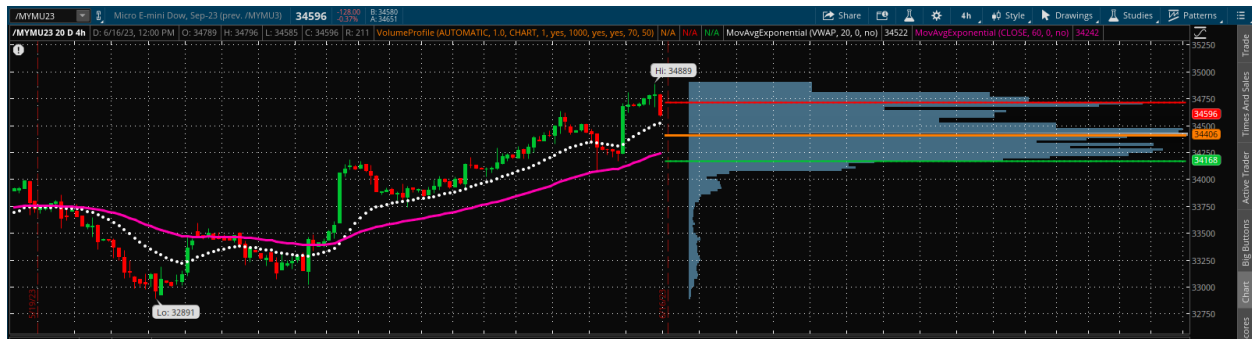 /MYMU23 Micro E-mini Dow, Sep-23 (prev. /MYM3) 34596 -128.00 -0.37% B: 34580 A: 34651 Share 4h Style Drawings Studies Patterns
/MYMU23 20 D 4h D: 6/16/23, 12:00 PM O: 34789 H: 34796 L: 34585 C: 34596 R: 211 VolumeProfile (AUTOMATIC, 1.0, CHART, 1, yes, 1000, yes, yes, 70, 50) N/A N/A N/A MovAvgExponential (VWAP, 20, 0, no) 34522 MovAvgExponential (CLOSE, 60, 0, no) 34242
Hi: 34889
Lo: 32891
35250
35000
34750
34596
34500
34406
34250
34168
34000
33750
33500
33250
33000
32750
Trade
Times And Sales
Active Trader
Big Buttons
Chart
cores